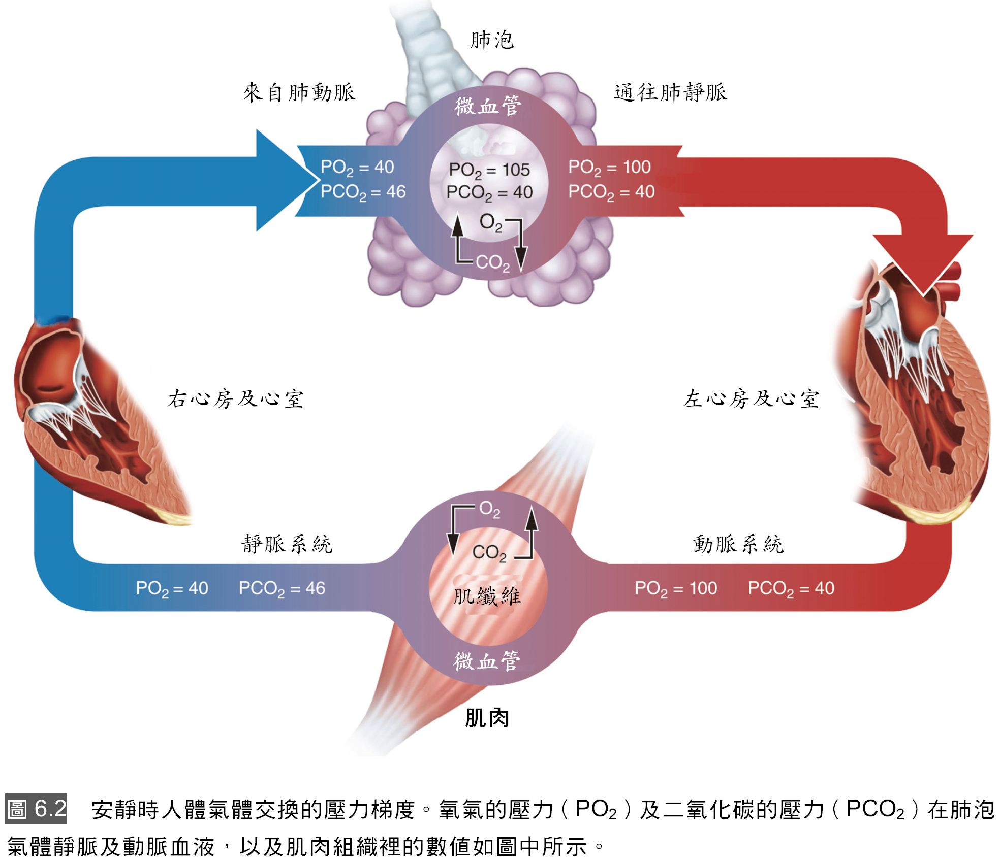 肺泡
來自肺動脈
通往肺靜脈
微血管
PO₂ = 40
PCO₂ = 46
PO₂ = 105
PCO₂ = 40
PO₂ = 100
PCO₂ = 40
O₂
CO₂
右心房及心室
左心房及心室
O₂
CO₂
靜脈系統
動脈系統
PO₂ = 40 PCO₂ = 46
肌纖維
PO₂ = 100 PCO₂ = 40
微血管
肌肉
圖 6.2 安靜時人體氣體交換的壓力梯度。氧氣的壓力（PO₂）及二氧化碳的壓力（PCO₂）在肺泡
氣體靜脈及動脈血液，以及肌肉組織裡的數值如圖中所示。